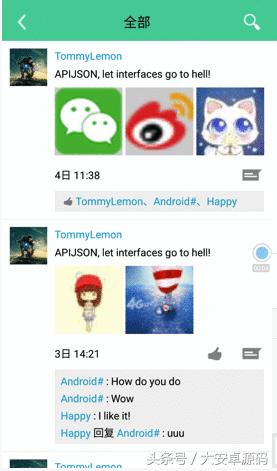 全部
TommyLemon
APIJSON, let interfaces go to hell!
4日 11:38
TommyLemon、Android#、Happy
TommyLemon
APIJSON, let interfaces go to hell!
4G
3日 14:21
Android# : How do you do
Android# : Wow
Happy : I like it!
Happy 回复 Android# : uuu
TommyLemon
头条号／大安卓源码